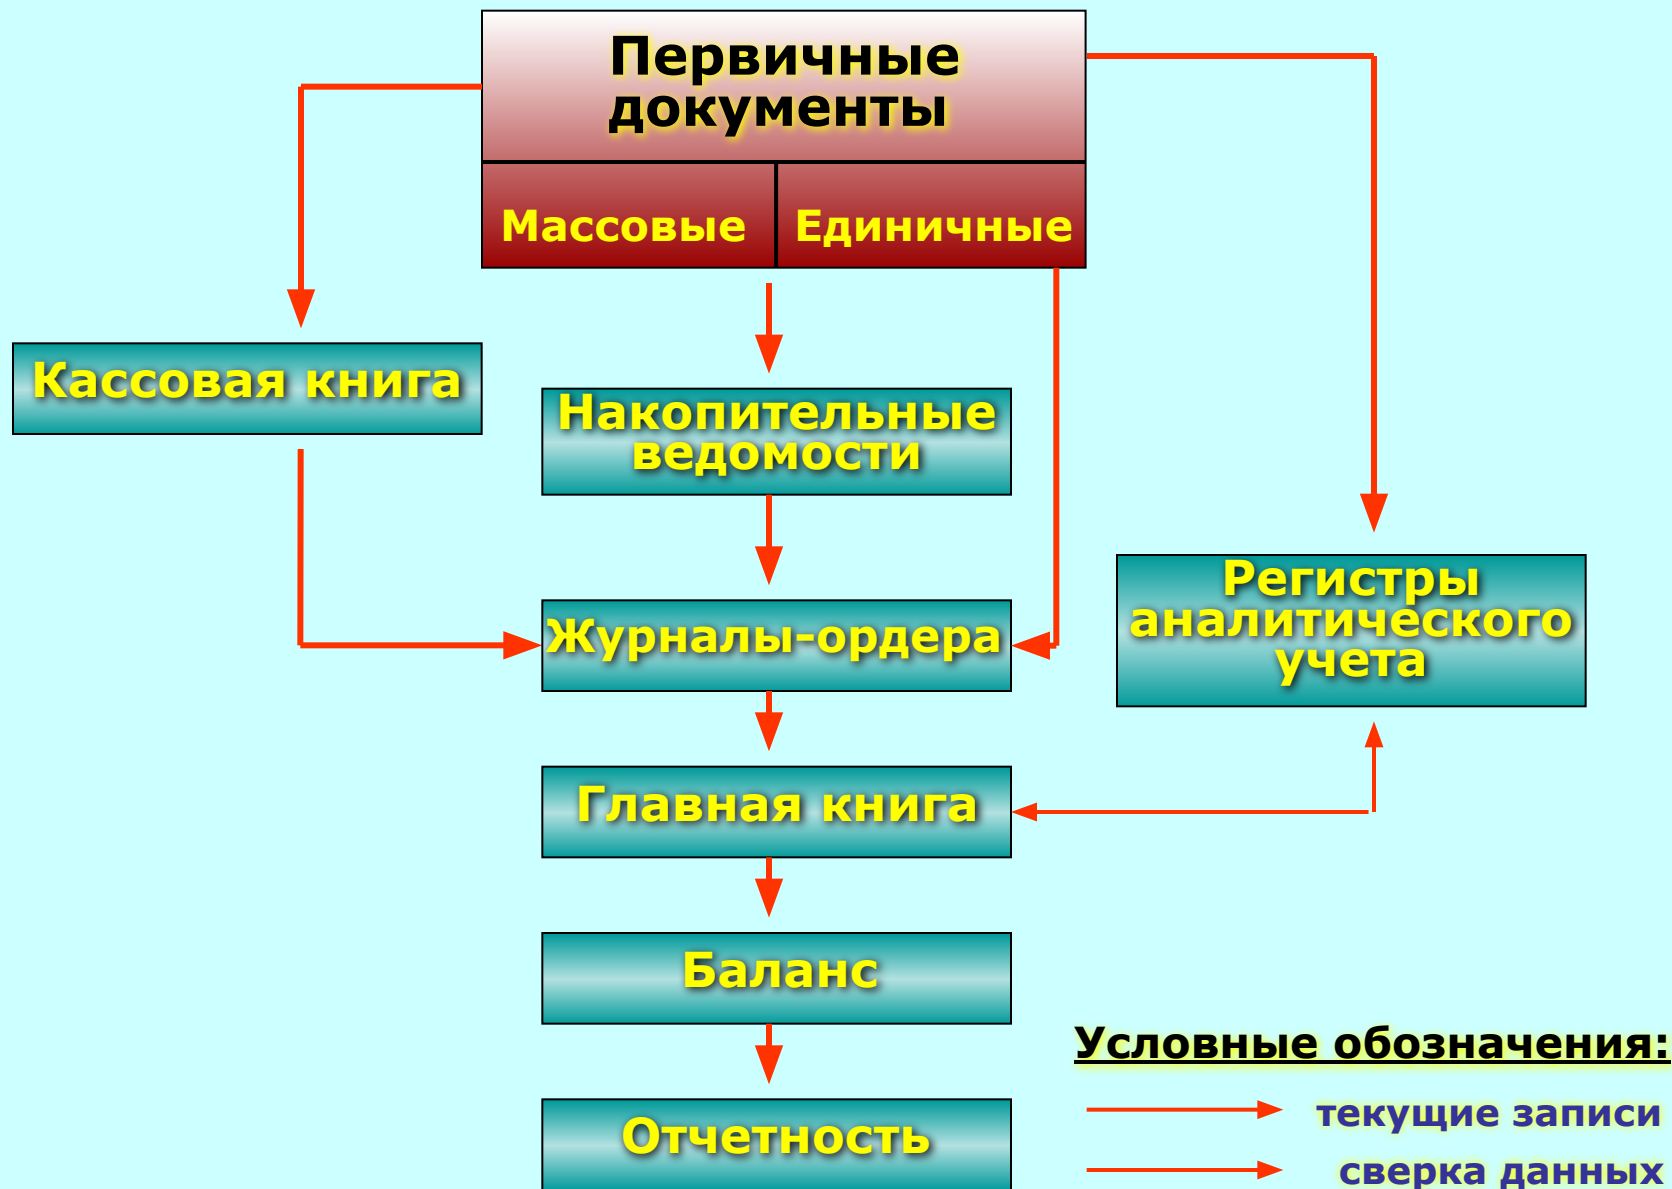 Первичные
документы
Массовые
Единичные
Кассовая книга
Накопительные
ведомости
Журналы-ордера
Регистры
аналитического
учета
Главная книга
Баланс
Отчетность
Условные обозначения:
текущие записи
сверка данных